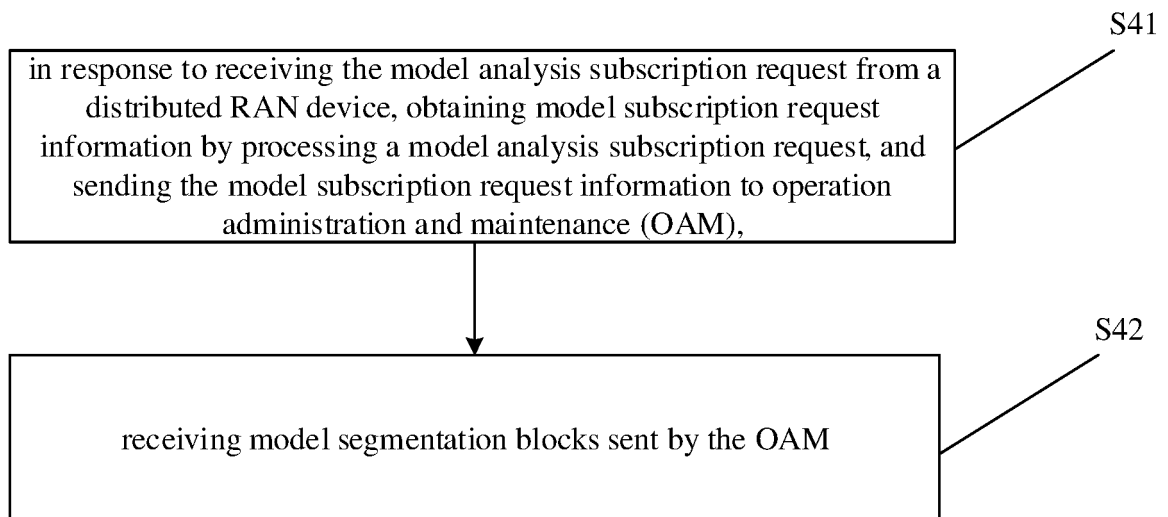 S41
in response to receiving the model analysis subscription request from a
distributed RAN device, obtaining model subscription request
information by processing a model analysis subscription request, and
sending the model subscription request information to operation
administration and maintenance (OAM),
S42
receiving model segmentation blocks sent by the OAM